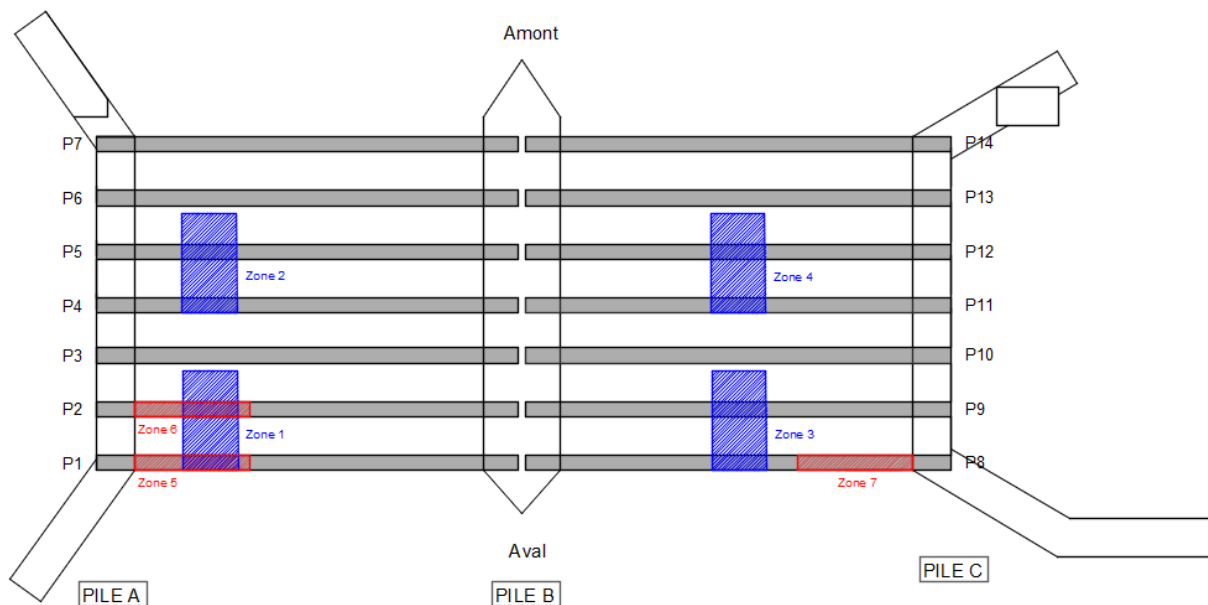 Amont
P7
P14
P6
P13
P5
Zone 2
Zone 4
P12
P4
P11
P3
P10
P2
P9
Zone 6
Zone 1
Zone 3
P1
P8
Zone 5
Zone 7
Aval
PILE A
PILE B
PILE C